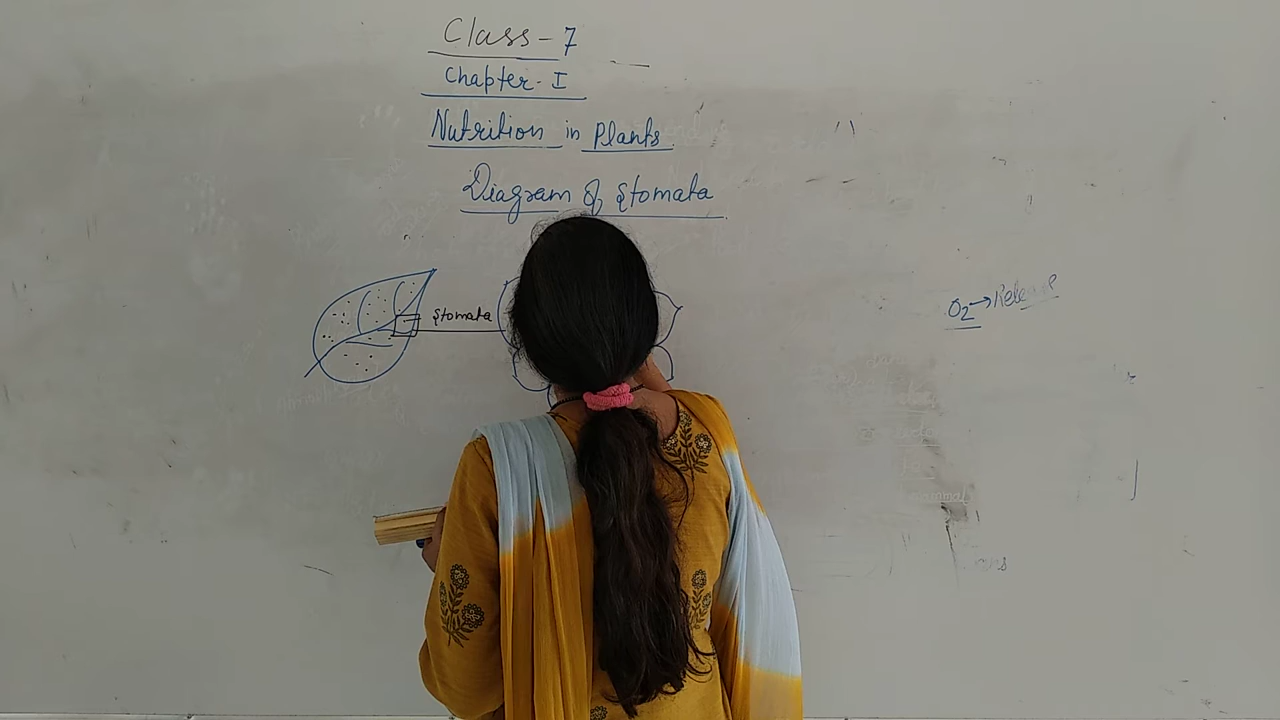 Class - 7
Chapter - I
Nutrition in Plants
Diagram of Stomata
Stomata
O2 → Release